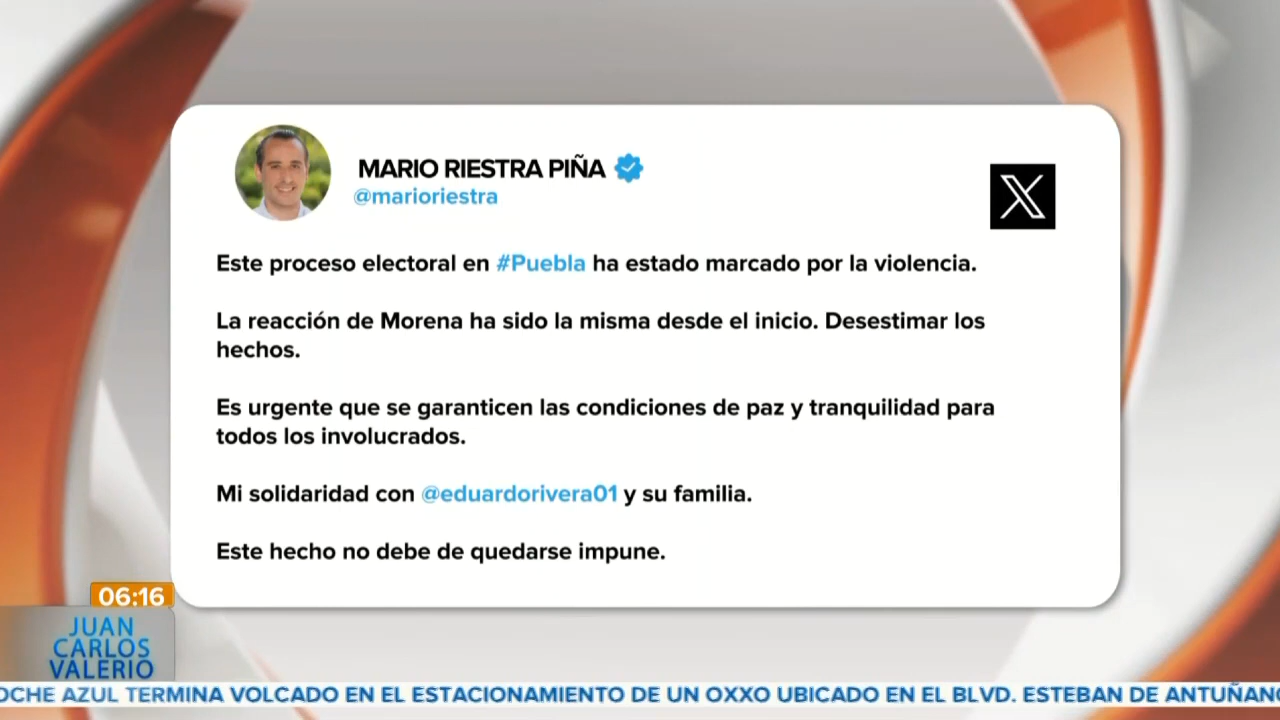 MARIO RIESTRA PIÑA
@marioriestra
X
Este proceso electoral en #Puebla ha estado marcado por la violencia.
La reacción de Morena ha sido la misma desde el inicio. Desestimar los
hechos.
Es urgente que se garanticen las condiciones de paz y tranquilidad para
todos los involucrados.
Mi solidaridad con @eduardorivera01 y su familia.
Este hecho no debe de quedarse impune.
06:16
JUAN
CARLOS
VALERIO
OCHE AZUL TERMINA VOLCADO EN EL ESTACIONAMIENTO DE UN OXXO UBICADO EN EL BLVD. ESTEBAN DE ANTUÑANO